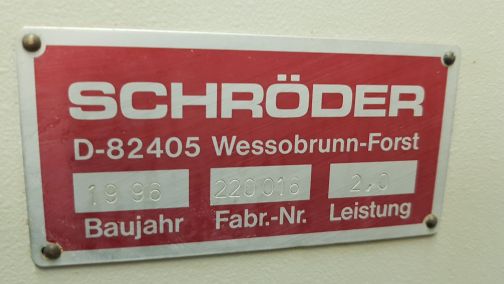 SCHRÖDER
D-82405 Wessobrunn-Forst
1996 220016 2,0
Baujahr Fabr.-Nr. Leistung